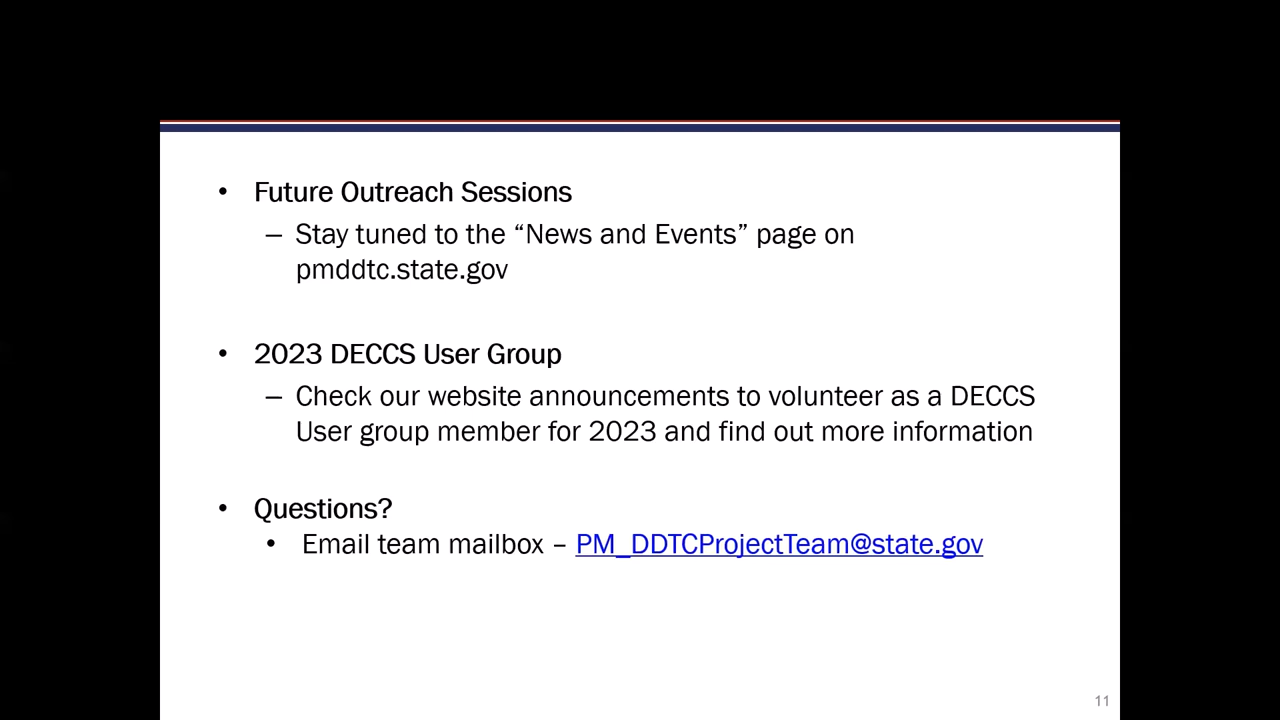 • Future Outreach Sessions
– Stay tuned to the “News and Events” page on
pmddtc.state.gov
• 2023 DECCS User Group
– Check our website announcements to volunteer as a DECCS
User group member for 2023 and find out more information
• Questions?
• Email team mailbox – PM_DDTCProjectTeam@state.gov
11